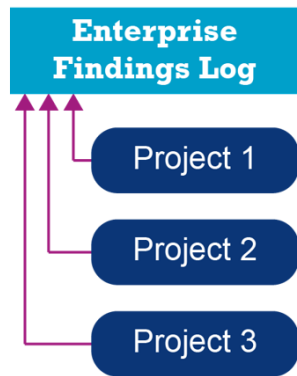 Enterprise
Findings Log
Project 1
Project 2
Project 3